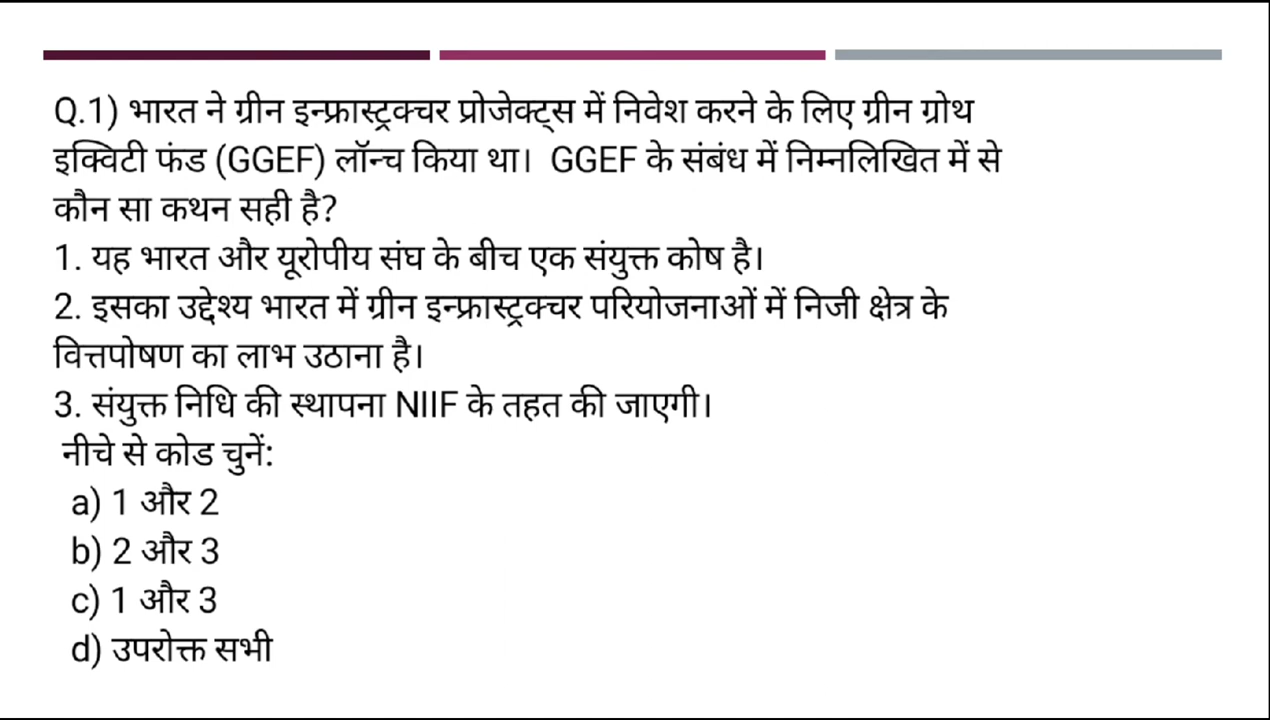 Q.1) भारत ने ग्रीन इन्फ्रास्ट्रक्चर प्रोजेक्ट्स में निवेश करने के लिए ग्रीन ग्रोथ
इक्विटी फंड (GGEF) लॉन्च किया था। GGEF के संबंध में निम्नलिखित में से
कौन सा कथन सही है?
1. यह भारत और यूरोपीय संघ के बीच एक संयुक्त कोष है।
2. इसका उद्देश्य भारत में ग्रीन इन्फ्रास्ट्रक्चर परियोजनाओं में निजी क्षेत्र के
वित्तपोषण का लाभ उठाना है।
3. संयुक्त निधि की स्थापना NIIF के तहत की जाएगी।
नीचे से कोड चुनें:
a) 1 और 2
b) 2 और 3
c) 1 और 3
d) उपरोक्त सभी